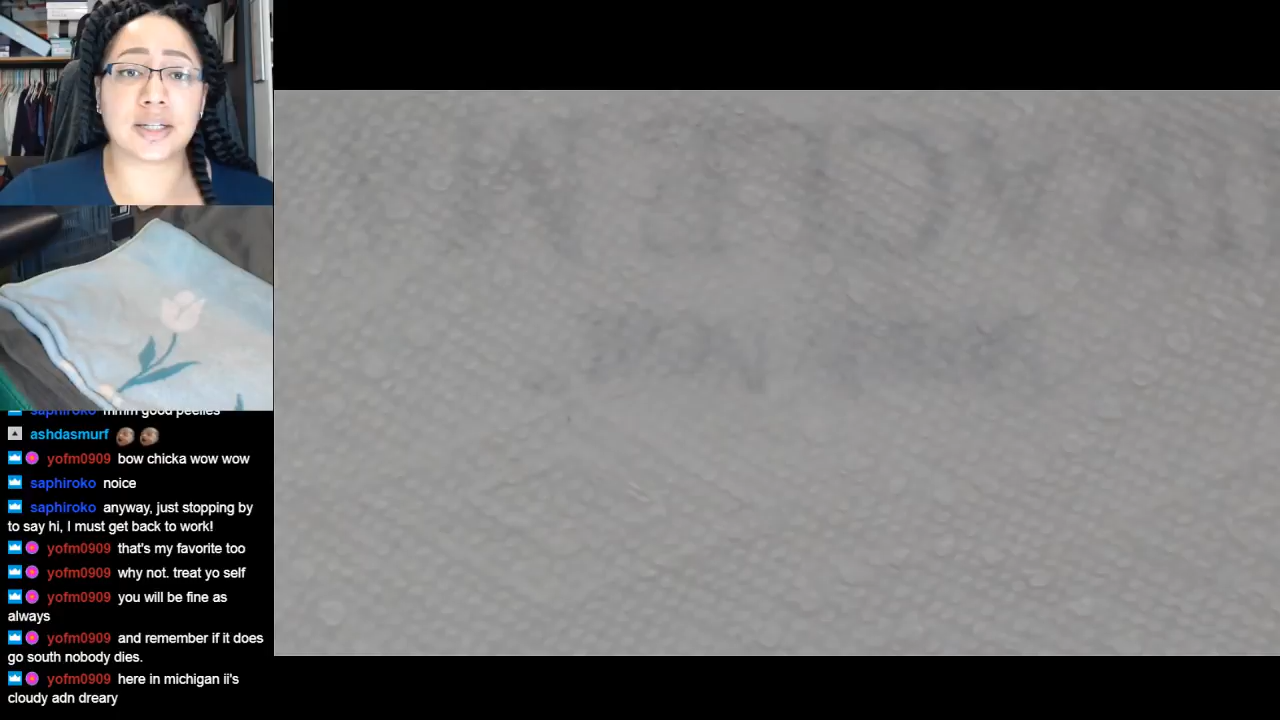 saphiroko mmm good peelies
ashdasmurf
yofm0909 bow chicka wow wow
saphiroko noice
saphiroko anyway, just stopping by
to say hi, I must get back to work!
yofm0909 that's my favorite too
yofm0909 why not. treat yo self
yofm0909 you will be fine as
always
yofm0909 and remember if it does
go south nobody dies.
yofm0909 here in michigan ii's
cloudy adn dreary